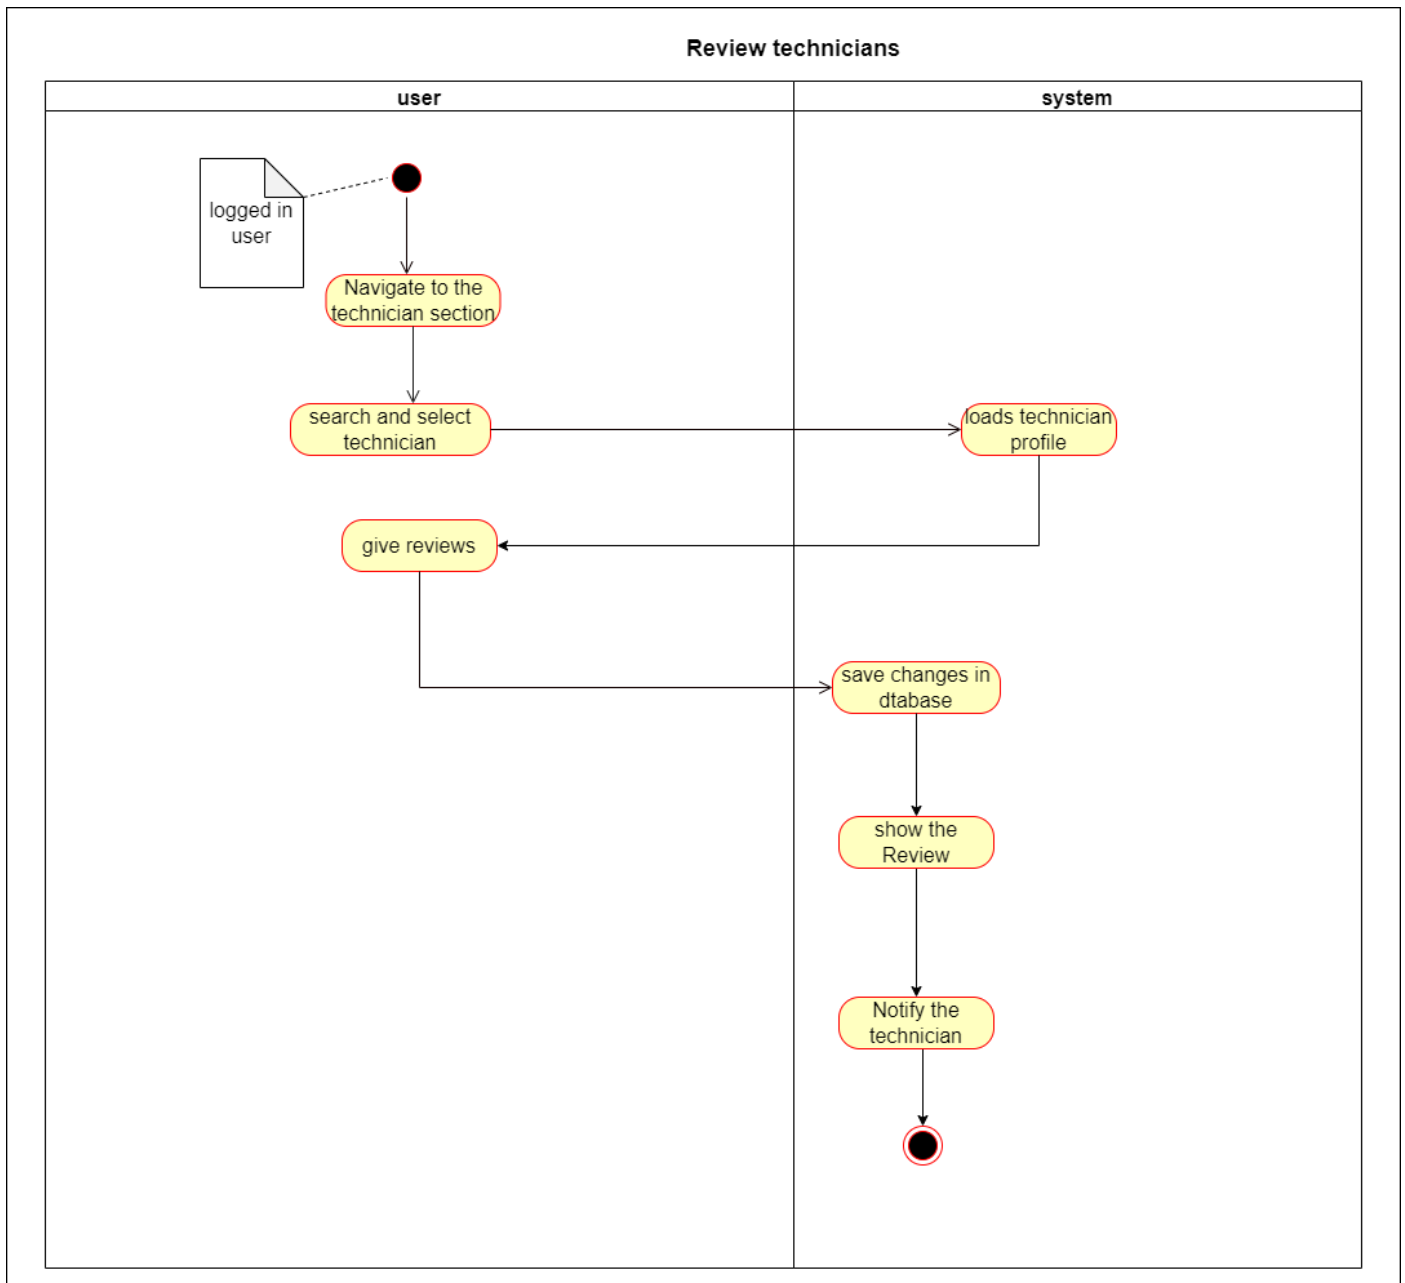 Review technicians
user
system
logged in
user
Navigate to the
technician section
search and select
technician
loads technician
profile
give reviews
save changes in
dtabase
show the
Review
Notify the
technician